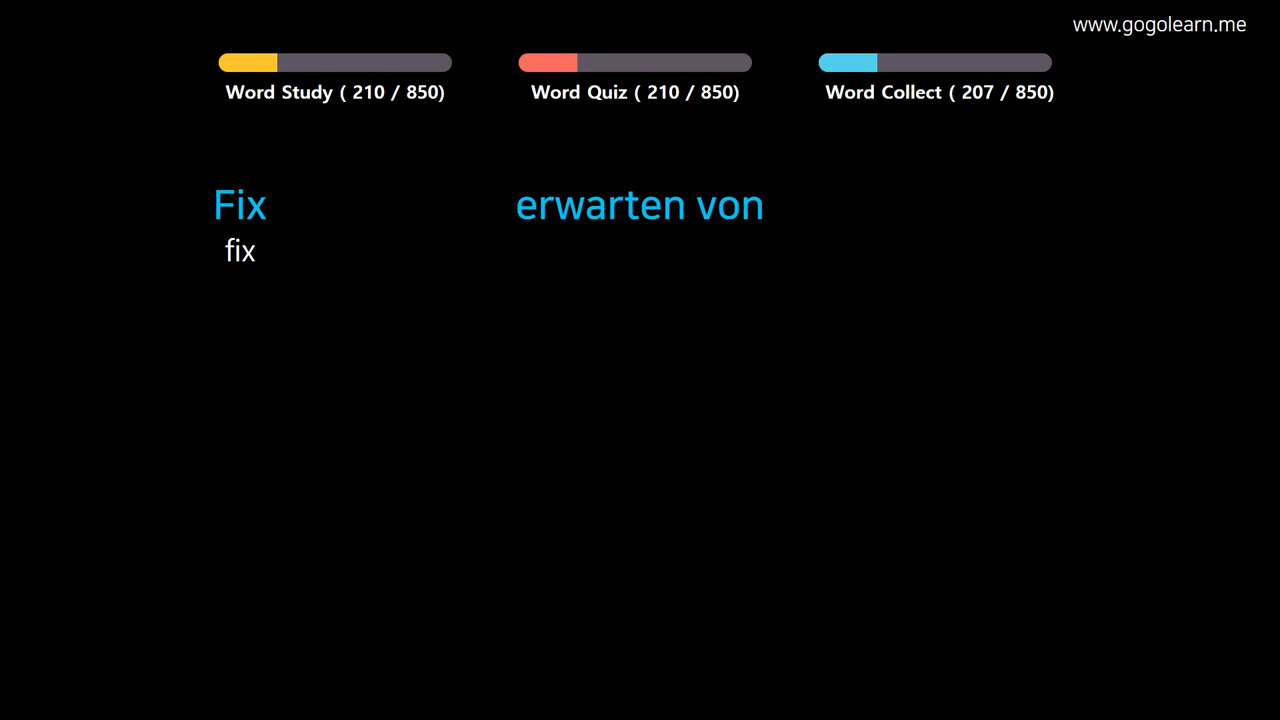 www.gogolearn.me
Word Study ( 210 / 850)
Word Quiz ( 210 / 850)
Word Collect ( 207 / 850)
Fix
erwarten von
fix